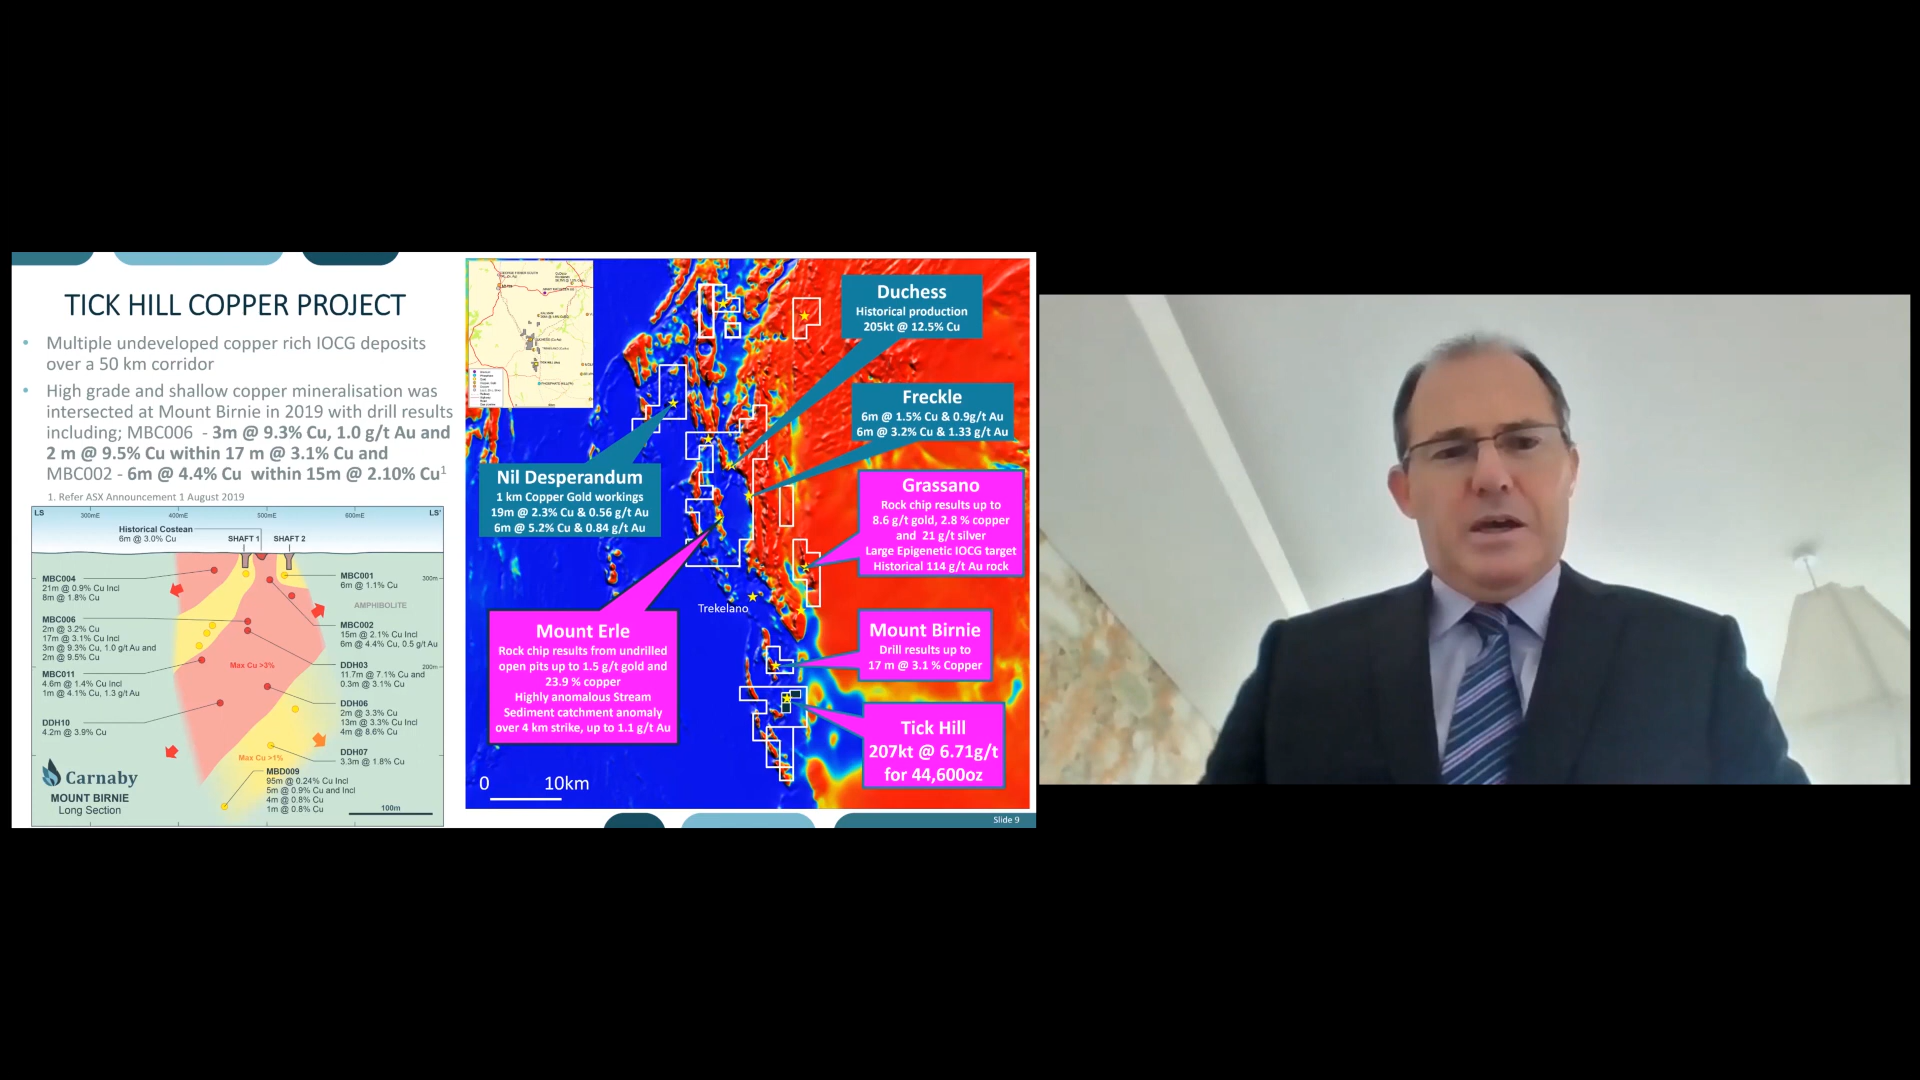 TICK HILL COPPER PROJECT
• Multiple undeveloped copper rich IOCG deposits
over a 50 km corridor
• High grade and shallow copper mineralisation was
intersected at Mount Birnie in 2019 with drill results
including; MBC006 - 3m @ 9.3% Cu, 1.0 g/t Au and
2 m @ 9.5% Cu within 17 m @ 3.1% Cu and
MBC002 - 6m @ 4.4% Cu within 15m @ 2.10% Cu1
1. Refer ASX Announcement 1 August 2019
LS
300mE
400mE
500mE
600mE
LS'
Historical Costean
6m @ 3.0% Cu
SHAFT 1
SHAFT 2
MBC004
21m @ 0.9% Cu Incl
8m @ 1.8% Cu
MBC006
2m @ 3.2% Cu
17m @ 3.1% Cu Incl
3m @ 9.3% Cu, 1.0 g/t Au and
2m @ 9.5% Cu
MBC011
4.6m @ 1.4% Cu Incl
1m @ 4.1% Cu, 1.3 g/t Au
DDH10
4.2m @ 3.9% Cu
MBC001
6m @ 1.1% Cu
300m
AMPHIBOLITE
MBC002
15m @ 2.1% Cu Incl
6m @ 4.4% Cu, 0.5 g/t Au
DDH03
11.7m @ 7.1% Cu and
0.3m @ 3.1% Cu
200m
DDH06
2m @ 3.3% Cu
13m @ 3.3% Cu Incl
4m @ 8.6% Cu
DDH07
3.3m @ 1.8% Cu
Max Cu >3%
Max Cu >1%
MBD009
95m @ 0.24% Cu Incl
5m @ 0.9% Cu and Incl
4m @ 0.8% Cu
1m @ 0.8% Cu
Carnaby
MOUNT BIRNIE
Long Section
100m
Duchess
Historical production
205kt @ 12.5% Cu
Freckle
6m @ 1.5% Cu & 0.9g/t Au
6m @ 3.2% Cu & 1.33 g/t Au
Nil Desperandum
1 km Copper Gold workings
19m @ 2.3% Cu & 0.56 g/t Au
6m @ 5.2% Cu & 0.84 g/t Au
Grassano
Rock chip results up to
8.6 g/t gold, 2.8 % copper
and 21 g/t silver
Large Epigenetic IOCG target
Historical 114 g/t Au rock
Trekelano
Mount Erle
Rock chip results from undrilled
open pits up to 1.5 g/t gold and
23.9 % copper
Highly anomalous Stream
Sediment catchment anomaly
over 4 km strike, up to 1.1 g/t Au
Mount Birnie
Drill results up to
17 m @ 3.1 % Copper
Tick Hill
207kt @ 6.71g/t
for 44,600oz
0
10km
Slide 9